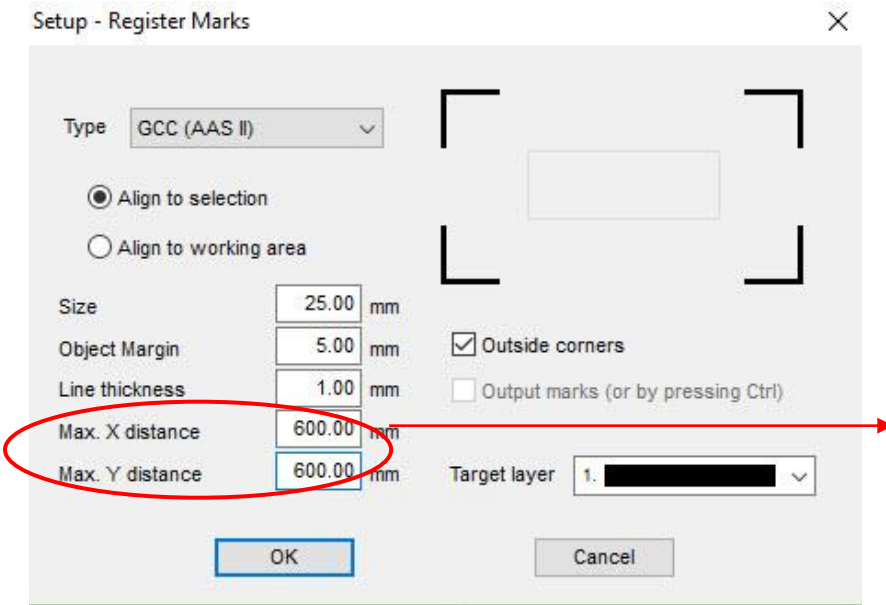 Setup - Register Marks
Type GCC (AAS II)
Align to selection
Align to working area
Size 25.00 mm
Object Margin 5.00 mm
Line thickness 1.00 mm
Max. X distance 600.00 mm
Max. Y distance 600.00 mm
Outside corners
Output marks (or by pressing Ctrl)
Target layer 1.
OK Cancel